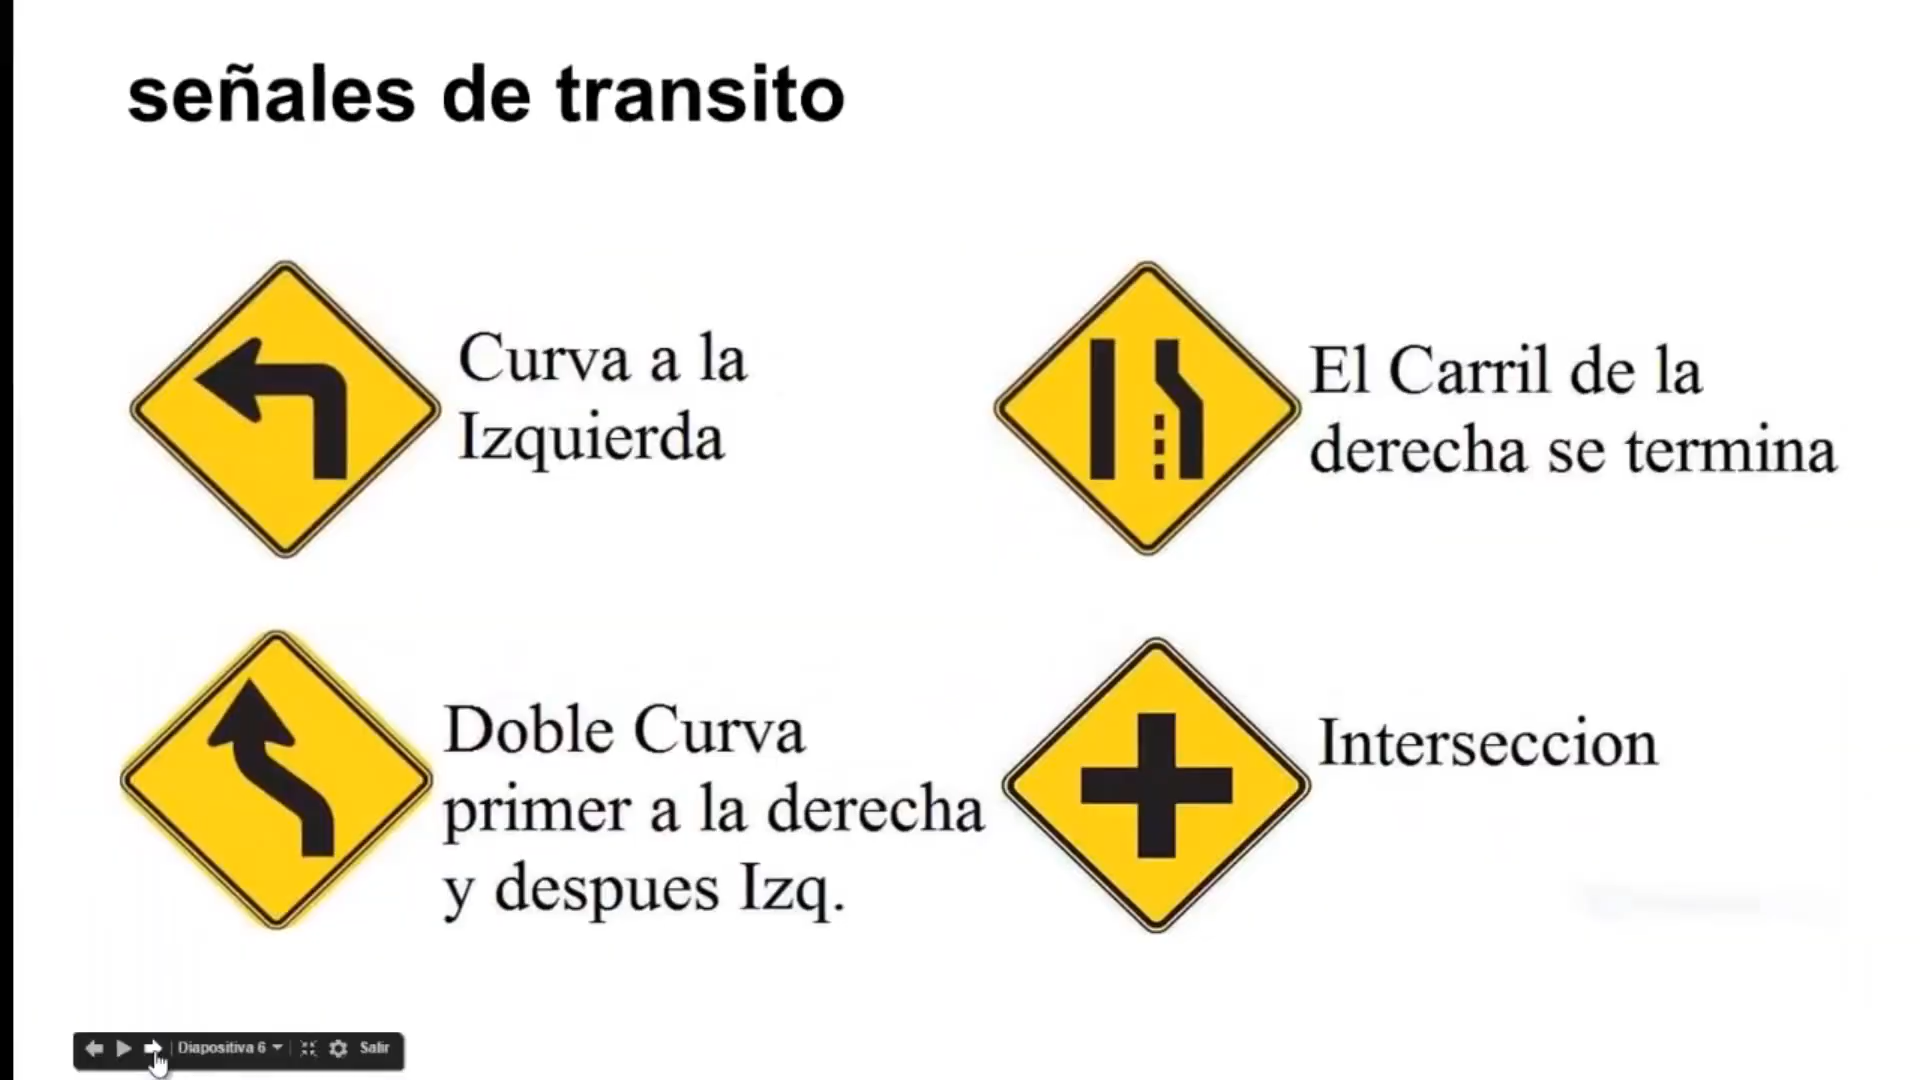 señales de transito
Curva a la
Izquierda
El Carril de la
derecha se termina
Doble Curva
primer a la derecha
y despues Izq.
Interseccion
Diapositiva 6
Salir